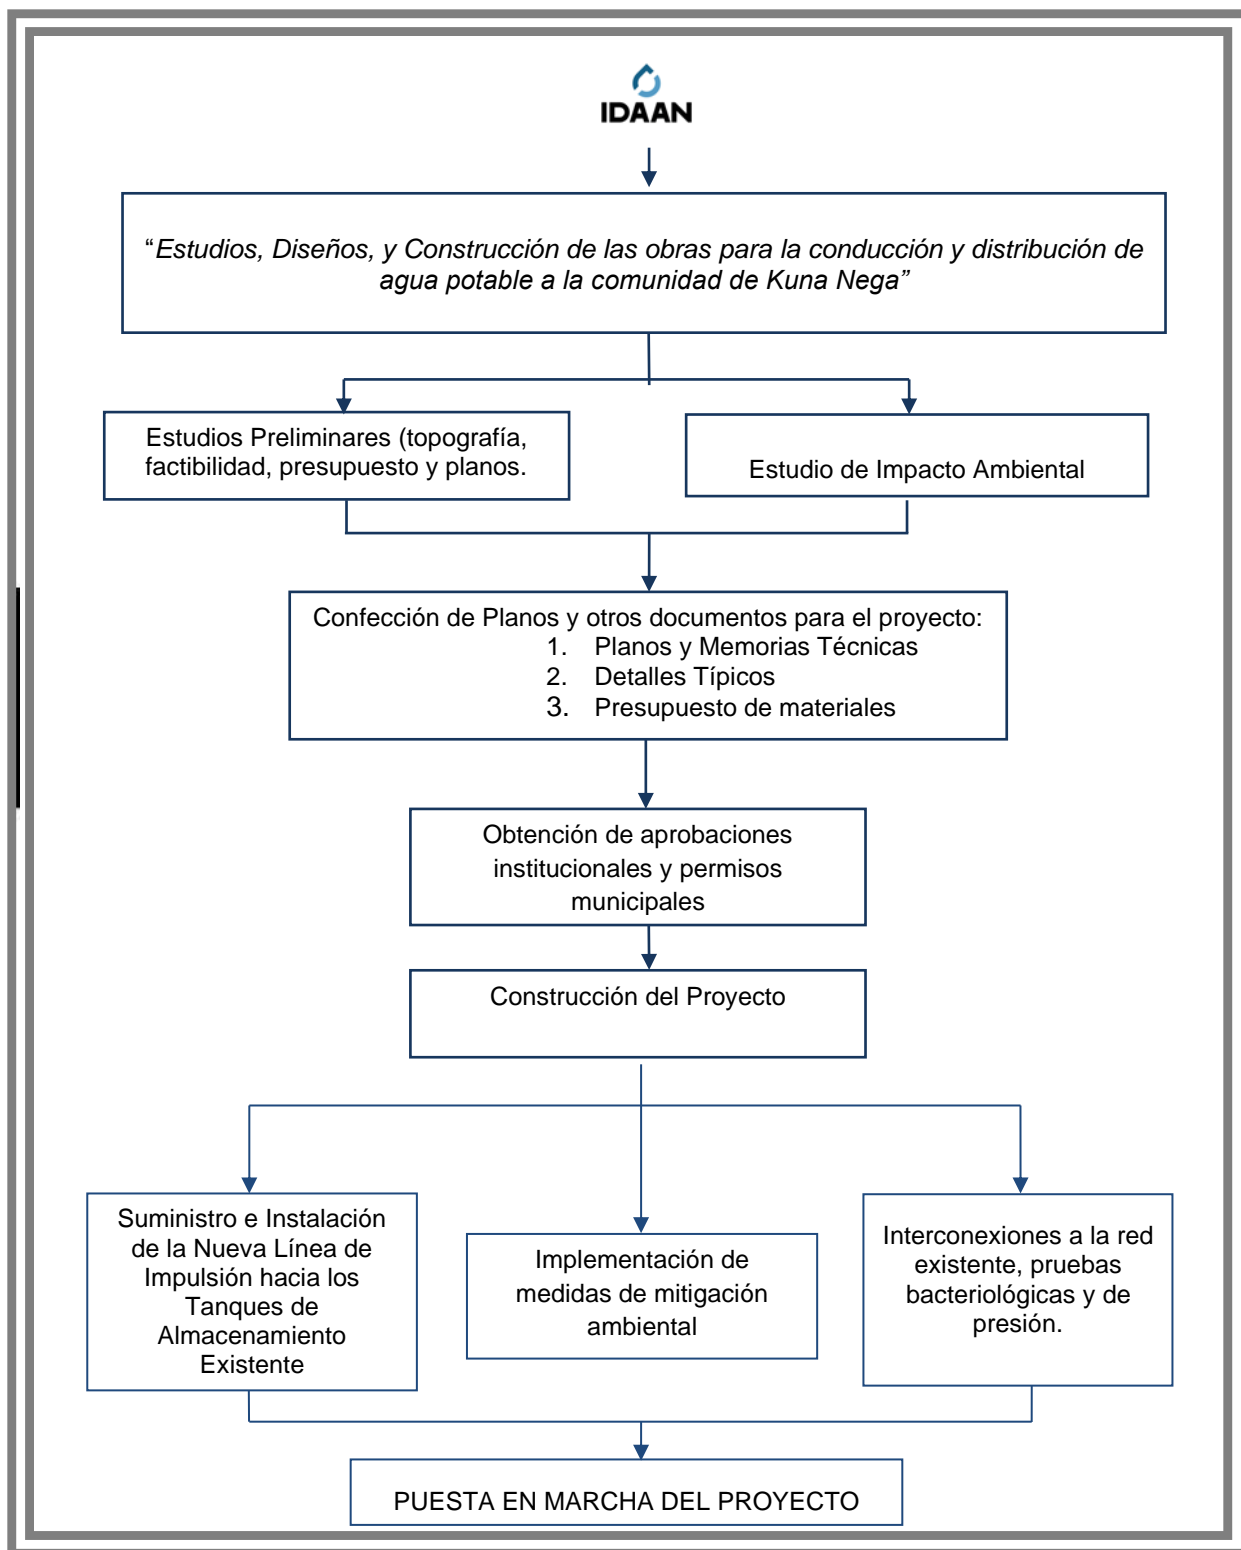 IDAAN
“Estudios, Diseños, y Construcción de las obras para la conducción y distribución de
agua potable a la comunidad de Kuna Nega”
Estudios Preliminares (topografía,
factibilidad, presupuesto y planos.
Estudio de Impacto Ambiental
Confección de Planos y otros documentos para el proyecto:
1. Planos y Memorias Técnicas
2. Detalles Típicos
3. Presupuesto de materiales
Obtención de aprobaciones
institucionales y permisos
municipales
Construcción del Proyecto
Suministro e Instalación
de la Nueva Línea de
Impulsión hacia los
Tanques de
Almacenamiento
Existente
Implementación de
medidas de mitigación
ambiental
Interconexiones a la red
existente, pruebas
bacteriológicas y de
presión.
PUESTA EN MARCHA DEL PROYECTO